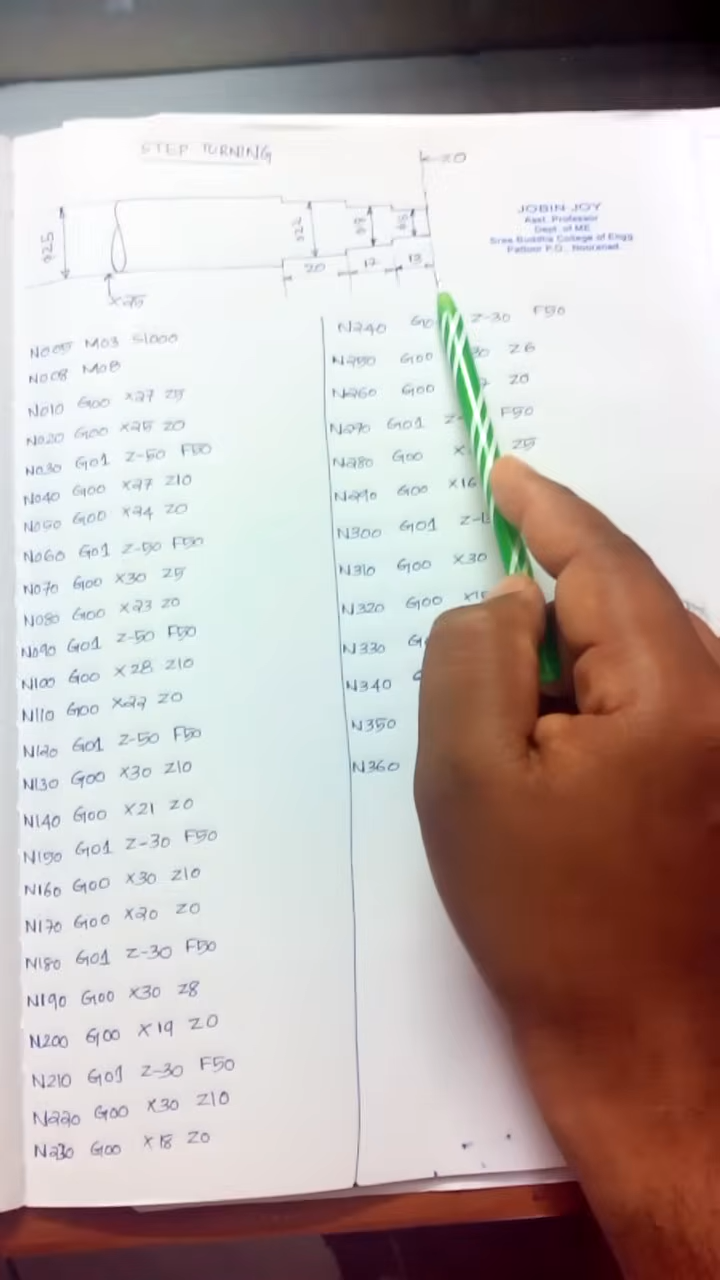 STEP TURNING
Z0
JOBIN JOY
Asst. Professor
Dept. of ME
Sree Buddha College of Engg
Pattoor P.O., Nooranad
Ø25
Ø22
20
12
13
N005 M03 S1000
N008 M08
N010 G00 X27 Z5
N020 G00 X25 Z0
N030 G01 Z-50 F50
N040 G00 X27 Z10
N050 G00 X24 Z0
N060 G01 Z-50 F50
N070 G00 X30 Z5
N080 G00 X23 Z0
N090 G01 Z-50 F50
N100 G00 X28 Z10
N110 G00 X22 Z0
N120 G01 Z-50 F50
N130 G00 X30 Z10
N140 G00 X21 Z0
N150 G01 Z-30 F50
N160 G00 X30 Z10
N170 G00 X20 Z0
N180 G01 Z-30 F50
N190 G00 X30 Z8
N200 G00 X19 Z0
N210 G01 Z-30 F50
N220 G00 X30 Z10
N230 G00 X18 Z0
N240 Z-30 F50
N250 G00 Z6
N260 G00 Z0
N270 G01 F50
N280 G00 Z5
N290 G00 X16
N300 G01
N310 G00 X30
N320 G00
N330
N340
N350
N360